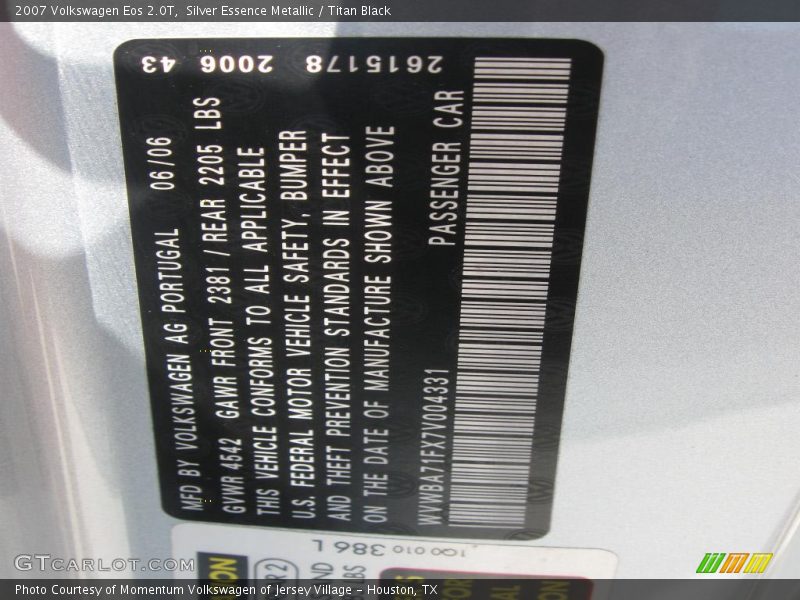 2007 Volkswagen Eos 2.0T, Silver Essence Metallic / Titan Black
43 2006 2615178
MFD BY VOLKSWAGEN AG PORTUGAL 06/06
GVWR 4542 GAWR FRONT 2381 / REAR 2205 LBS
THIS VEHICLE CONFORMS TO ALL APPLICABLE
U.S. FEDERAL MOTOR VEHICLE SAFETY, BUMPER
AND THEFT PREVENTION STANDARDS IN EFFECT
ON THE DATE OF MANUFACTURE SHOWN ABOVE
WVWBA71FX7V004331 PASSENGER CAR
1Q0 010 386 L
GTCARLOT.COM
Photo Courtesy of Momentum Volkswagen of Jersey Village - Houston, TX